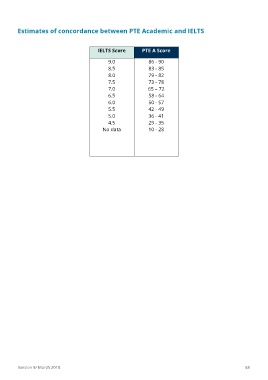 Estimates of concordance between PTE Academic and IELTS
IELTS Score PTE A Score
9.0 86 - 90
8.5 83 - 85
8.0 79 - 82
7.5 73 - 78
7.0 65 – 72
6.5 58 - 64
6.0 50 - 57
5.5 42 - 49
5.0 36 - 41
4.5 29 - 35
No data 10 - 28
March 2018